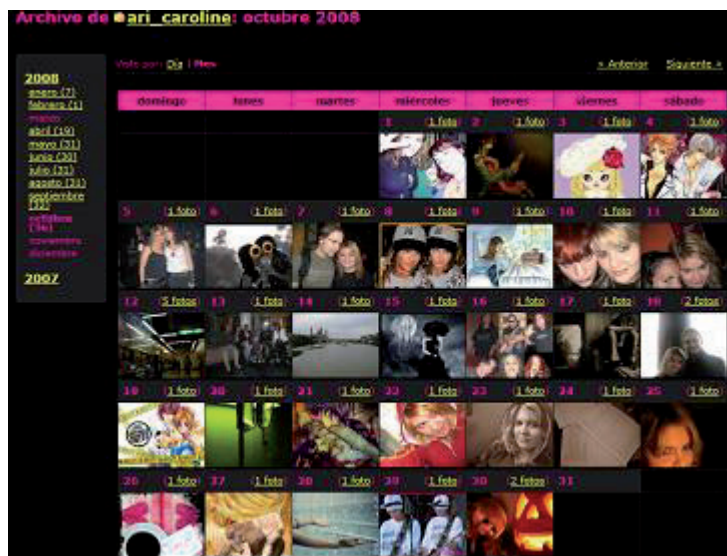 Archivo de ari_caroline: octubre 2008
Visto por: Día | Mes
« Anterior Siguiente »
2008
enero (7)
febrero (1)
marzo
abril (19)
mayo (31)
junio (30)
julio (31)
agosto (31)
septiembre
octubre
noviembre
diciembre
2007
domingo lunes martes miércoles jueves viernes sábado
1 (1 foto) 2 (1 foto) 3 (1 foto) 4 (1 foto)
5 (1 foto) 6 (1 foto) 7 (1 foto) 8 (1 foto) 9 (1 foto) 10 (1 foto) 11 (1 foto)
12 (5 fotos) 13 (1 foto) 14 (1 foto) 15 (1 foto) 16 (1 foto) 17 (1 foto) 18 (2 fotos)
19 (1 foto) 20 (1 foto) 21 (1 foto) 22 (1 foto) 23 (1 foto) 24 (1 foto) 25 (1 foto)
26 (1 foto) 27 (1 foto) 28 (1 foto) 29 (1 foto) 30 (2 fotos) 31